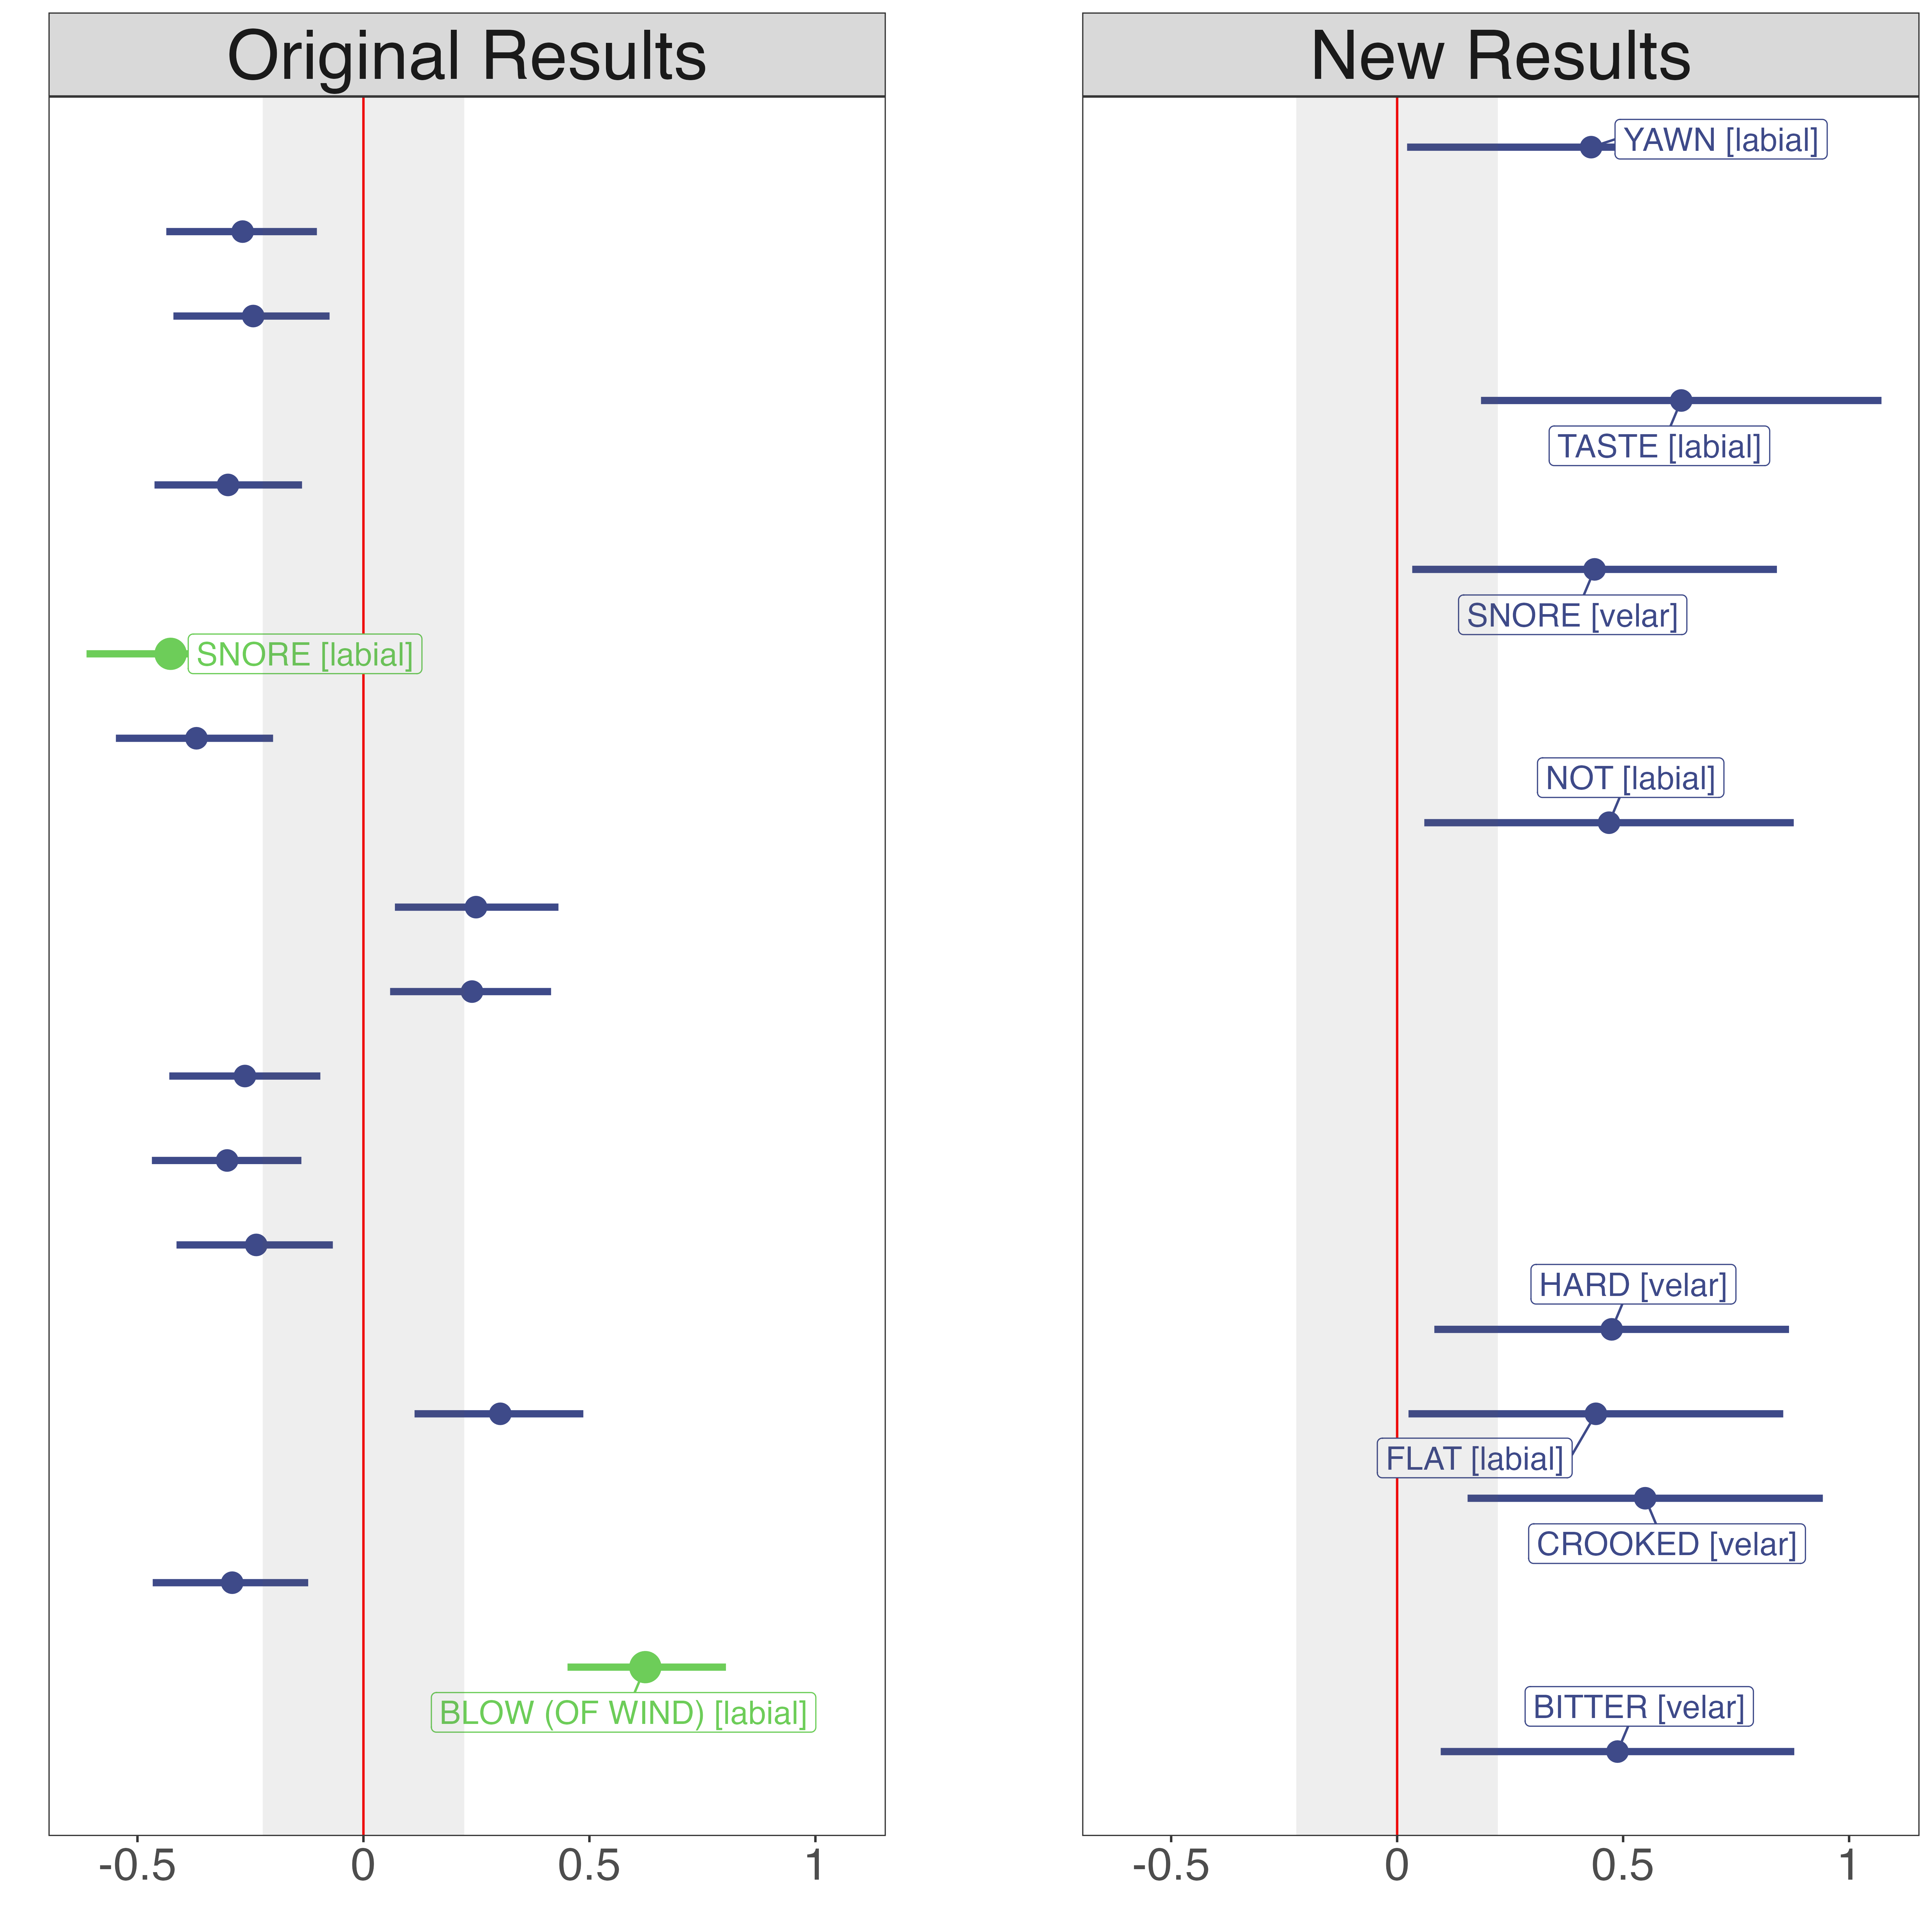 Original Results
SNORE [labial]
BLOW (OF WIND) [labial]
-0.5
0
0.5
1
New Results
YAWN [labial]
TASTE [labial]
SNORE [velar]
NOT [labial]
HARD [velar]
FLAT [labial]
CROOKED [velar]
BITTER [velar]
-0.5
0
0.5
1